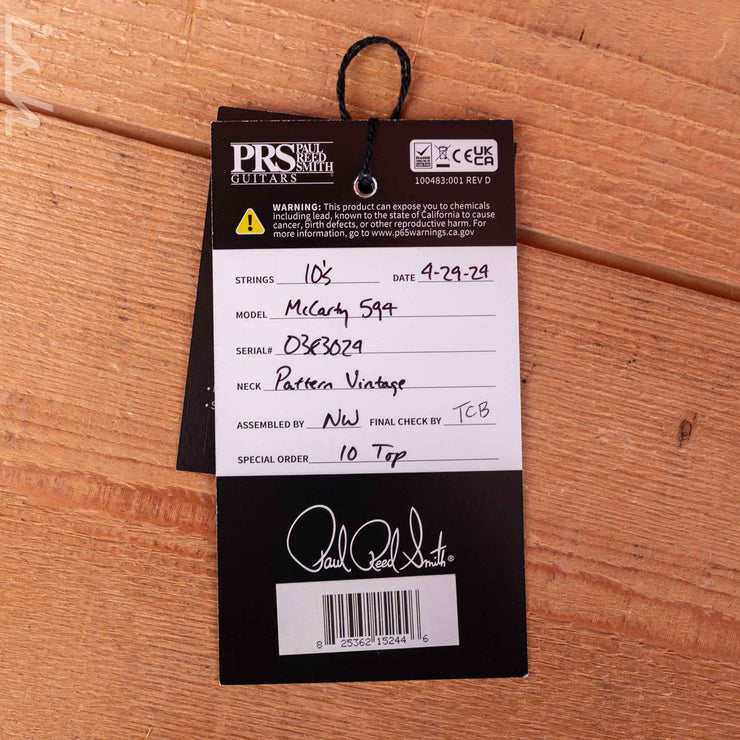 PRS PAUL REED SMITH
GUITARS
UK CA
100483:001 REV D
WARNING: This product can expose you to chemicals
including lead, known to the state of California to cause
cancer, birth defects, or other reproductive harm. For
more information, go to www.p65warnings.ca.gov
STRINGS 10's DATE 4-29-24
MODEL McCarty 594
SERIAL# 0383024
NECK Pattern Vintage
ASSEMBLED BY NW FINAL CHECK BY TCB
SPECIAL ORDER 10 Top
Paul Reed Smith®
8 25362 15244 6